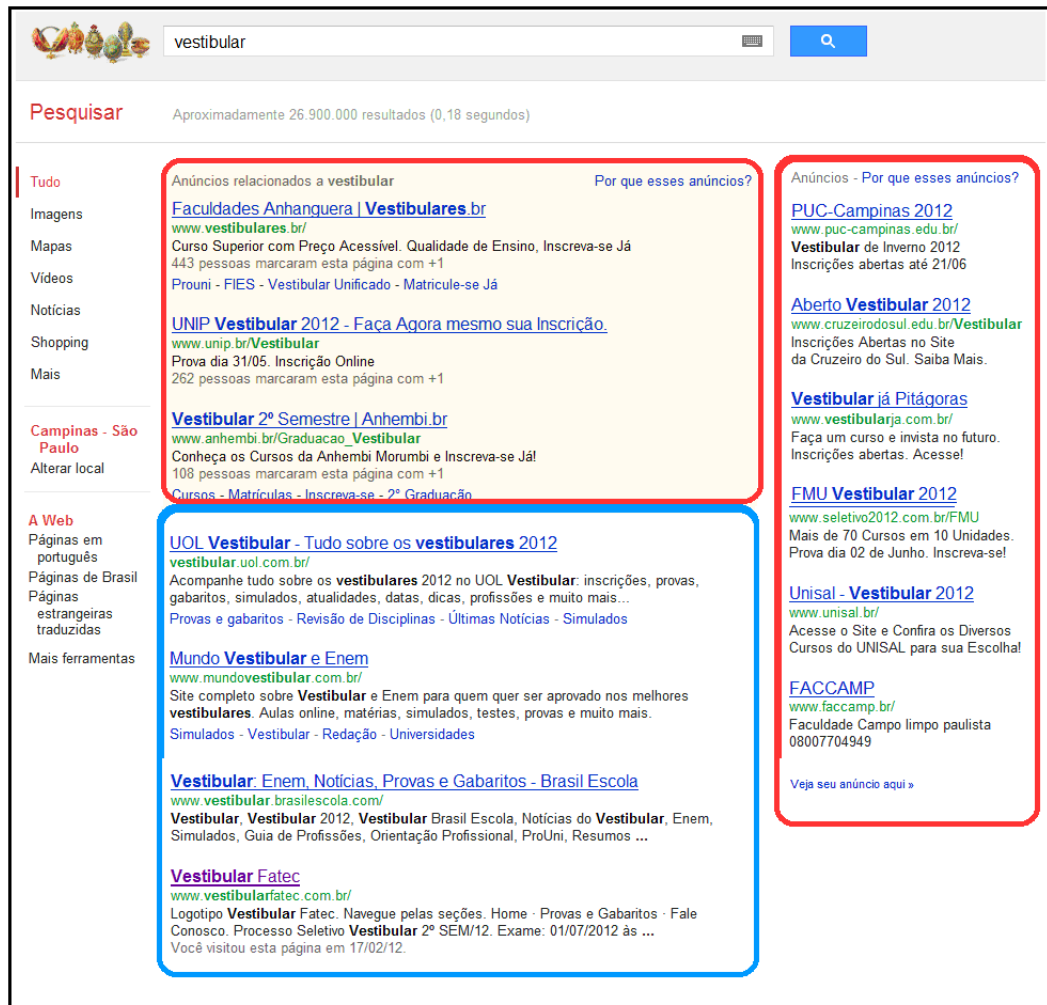 vestibular
Pesquisar
Aproximadamente 26.900.000 resultados (0,18 segundos)
Tudo
Imagens
Mapas
Vídeos
Notícias
Shopping
Mais
Campinas - São
Paulo
Alterar local
A Web
Páginas em
português
Páginas de Brasil
Páginas
estrangeiras
traduzidas
Mais ferramentas
Anúncios relacionados a vestibular
Por que esses anúncios?
Faculdades Anhanguera | Vestibulares.br
www.vestibulares.br/
Curso Superior com Preço Acessível. Qualidade de Ensino, Inscreva-se Já
443 pessoas marcaram esta página com +1
Prouni - FIES - Vestibular Unificado - Matricule-se Já
UNIP Vestibular 2012 - Faça Agora mesmo sua Inscrição.
www.unip.br/Vestibular
Prova dia 31/05. Inscrição Online
262 pessoas marcaram esta página com +1
Vestibular 2º Semestre | Anhembi.br
www.anhembi.br/Graduacao_Vestibular
Conheça os Cursos da Anhembi Morumbi e Inscreva-se Já!
108 pessoas marcaram esta página com +1
Cursos - Matrículas - Inscreva-se - 2° Graduação
UOL Vestibular - Tudo sobre os vestibulares 2012
vestibular.uol.com.br/
Acompanhe tudo sobre os vestibulares 2012 no UOL Vestibular: inscrições, provas,
gabaritos, simulados, atualidades, datas, dicas, profissões e muito mais...
Provas e gabaritos - Revisão de Disciplinas - Últimas Notícias - Simulados
Mundo Vestibular e Enem
www.mundovestibular.com.br/
Site completo sobre Vestibular e Enem para quem quer ser aprovado nos melhores
vestibulares. Aulas online, matérias, simulados, testes, provas e muito mais.
Simulados - Vestibular - Redação - Universidades
Vestibular: Enem, Notícias, Provas e Gabaritos - Brasil Escola
www.vestibular.brasilescola.com/
Vestibular, Vestibular 2012, Vestibular Brasil Escola, Notícias do Vestibular, Enem,
Simulados, Guia de Profissões, Orientação Profissional, ProUni, Resumos ...
Vestibular Fatec
www.vestibularfatec.com.br/
Logotipo Vestibular Fatec. Navegue pelas seções. Home · Provas e Gabaritos · Fale
Conosco. Processo Seletivo Vestibular 2º SEM/12. Exame: 01/07/2012 às ...
Você visitou esta página em 17/02/12.
Anúncios - Por que esses anúncios?
PUC-Campinas 2012
www.puc-campinas.edu.br/
Vestibular de Inverno 2012
Inscrições abertas até 21/06
Aberto Vestibular 2012
www.cruzeirodosul.edu.br/Vestibular
Inscrições Abertas no Site
da Cruzeiro do Sul. Saiba Mais.
Vestibular já Pitágoras
www.vestibularja.com.br/
Faça um curso e invista no futuro.
Inscrições abertas. Acesse!
FMU Vestibular 2012
www.seletivo2012.com.br/FMU
Mais de 70 Cursos em 10 Unidades.
Prova dia 02 de Junho. Inscreva-se!
Unisal - Vestibular 2012
www.unisal.br/
Acesse o Site e Confira os Diversos
Cursos do UNISAL para sua Escolha!
FACCAMP
www.faccamp.br/
Faculdade Campo limpo paulista
08007704949
Veja seu anúncio aqui »